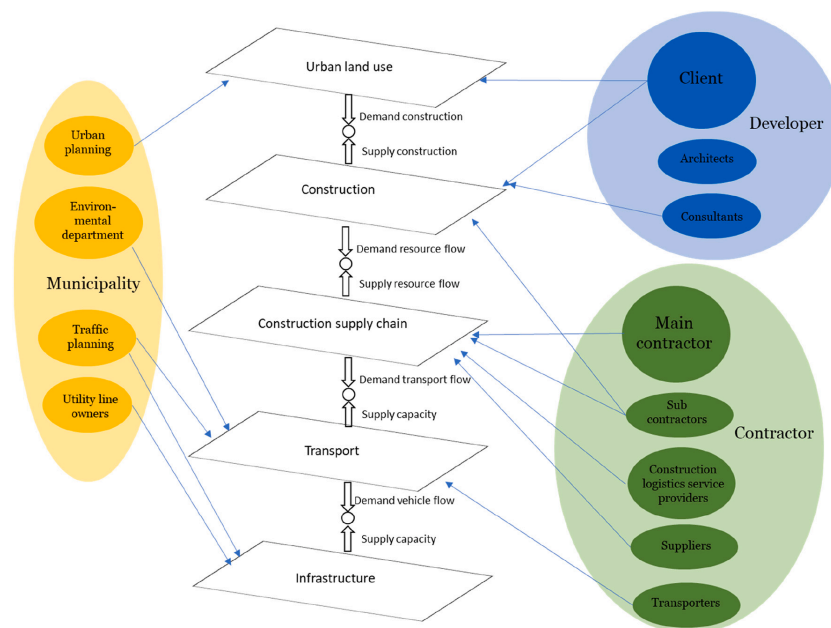 Urban land use
Demand construction
Supply construction
Construction
Demand resource flow
Supply resource flow
Construction supply chain
Demand transport flow
Supply capacity
Transport
Demand vehicle flow
Supply capacity
Infrastructure
Urban
planning
Environ-
mental
department
Municipality
Traffic
planning
Utility line
owners
Client
Developer
Architects
Consultants
Main
contractor
Sub
contractors
Contractor
Construction
logistics service
providers
Suppliers
Transporters